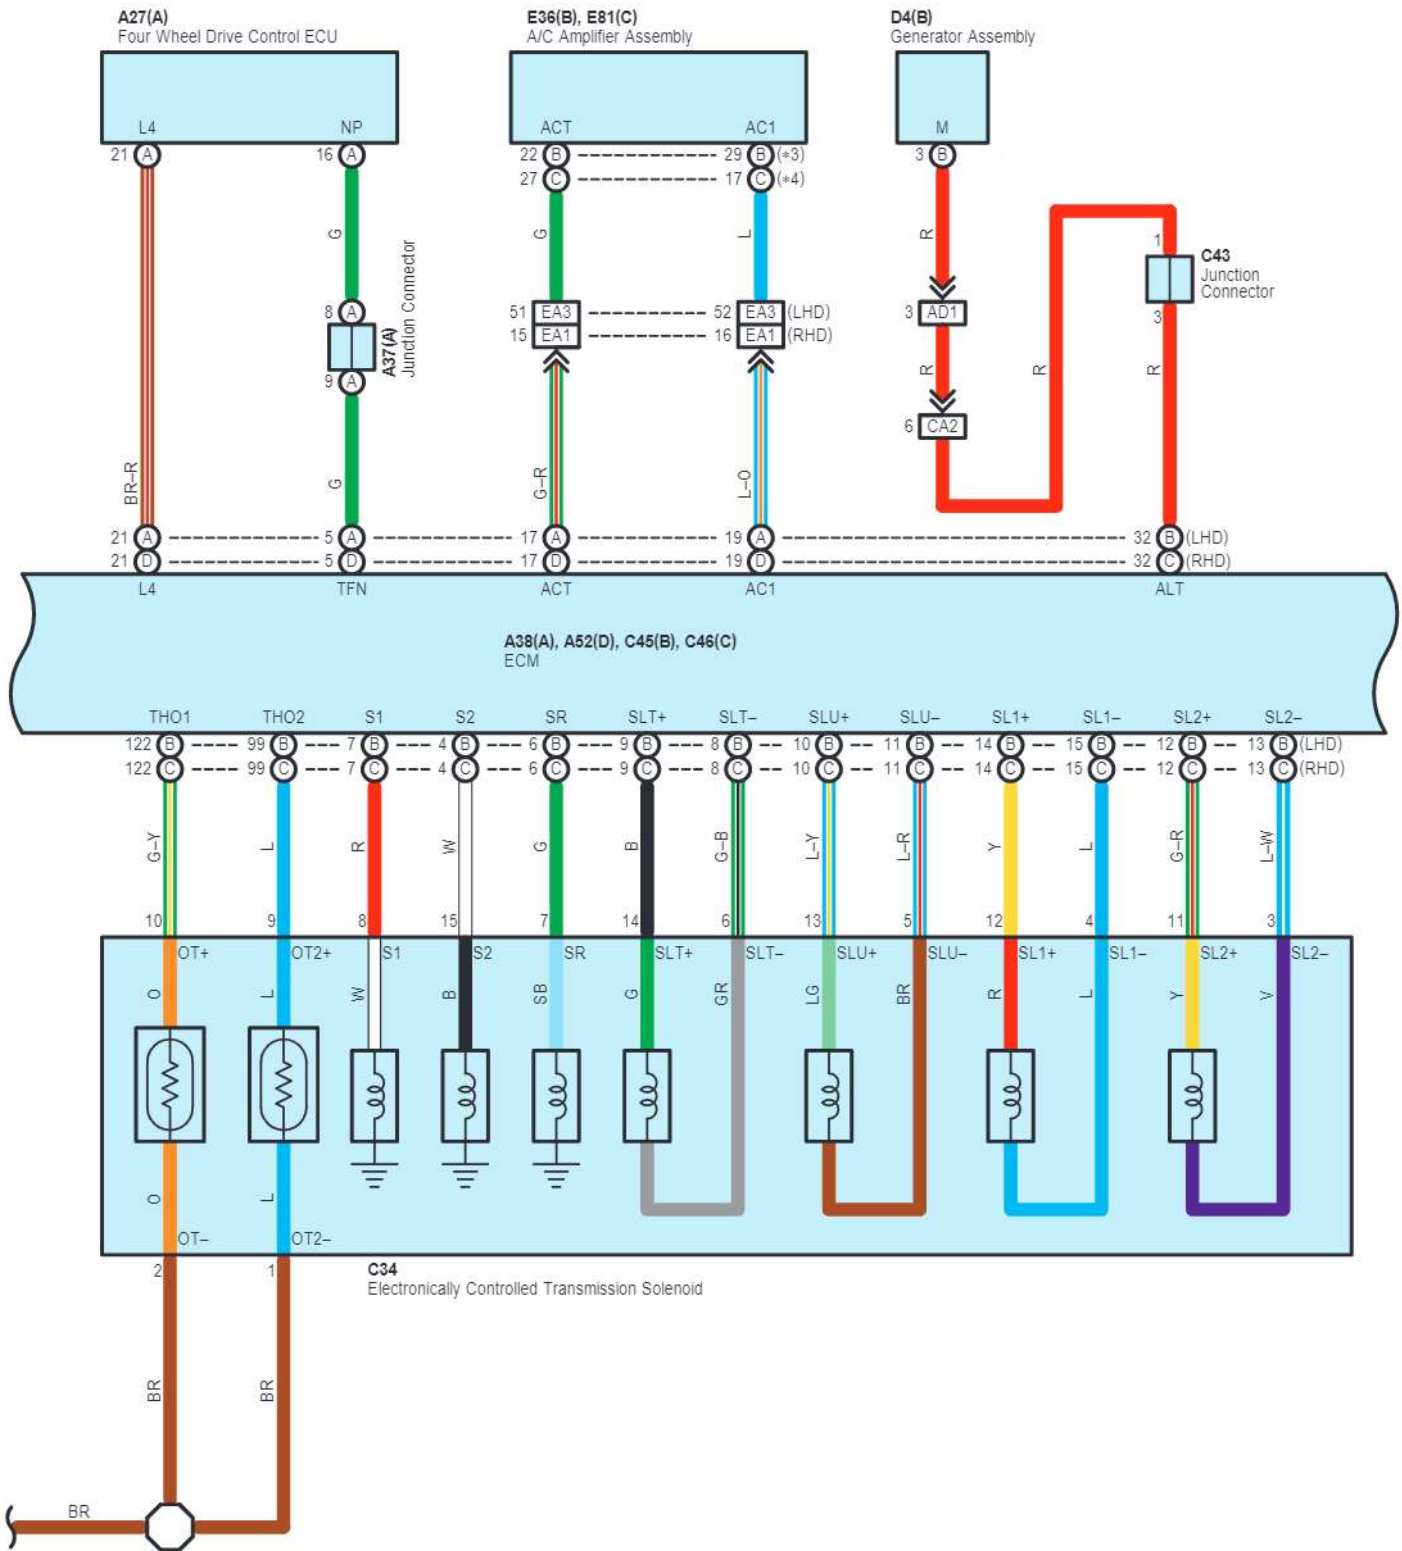 A27(A) E36(B), E81(C) D4(B)
Four Wheel Drive Control ECU A/C Amplifier Assembly Generator Assembly
L4 NP ACT AC1 M
21 A 16 A 22 B 29 B (*3) 3 B
27 C 17 C (*4)
G G L R
1
C43
Junction
Connector
8 A 51 EA3 52 EA3 (LHD) 3 AD1 3
A37(A)
Junction Connector
15 EA1 16 EA1 (RHD)
9 A R R R
6 CA2
BR–R G G–R L–O
21 A 5 A 17 A 19 A 32 B (LHD)
21 D 5 D 17 D 19 D 32 C (RHD)
L4 TFN ACT AC1 ALT
A38(A), A52(D), C45(B), C46(C)
ECM
THO1 THO2 S1 S2 SR SLT+ SLT– SLU+ SLU– SL1+ SL1– SL2+ SL2–
122 B 99 B 7 B 4 B 6 B 9 B 8 B 10 B 11 B 14 B 15 B 12 B 13 B (LHD)
122 C 99 C 7 C 4 C 6 C 9 C 8 C 10 C 11 C 14 C 15 C 12 C 13 C (RHD)
G–Y L R W G B G–B L–Y L–R Y L G–R L–W
10 9 8 15 7 14 6 13 5 12 4 11 3
OT+ OT2+ S1 S2 SR SLT+ SLT– SLU+ SLU– SL1+ SL1– SL2+ SL2–
O L W B SB G GR LG BR R L Y V
O L
OT– OT2–
2 1
C34
Electronically Controlled Transmission Solenoid
BR BR
BR